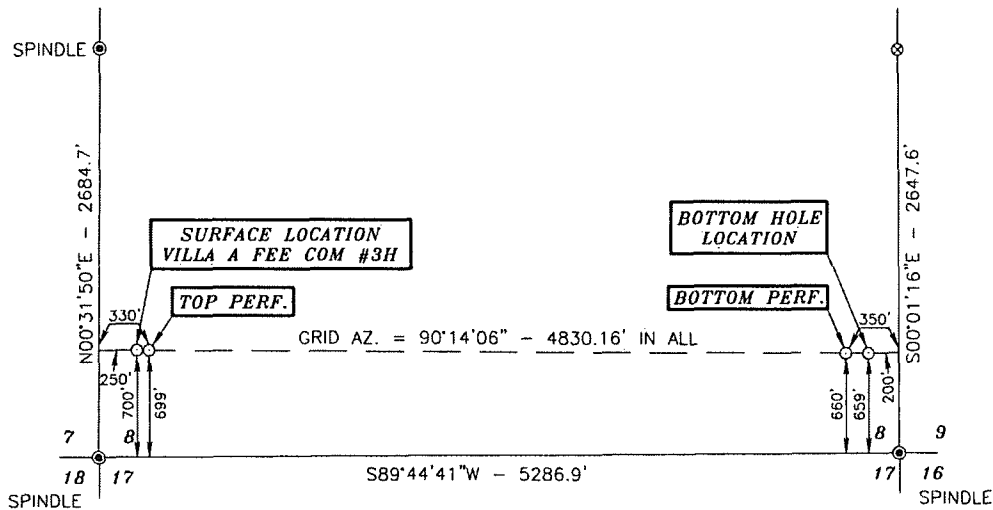 SPINDLE
N00°31'50"E - 2684.7'
S00°01'16"E - 2647.6'
SURFACE LOCATION
VILLA A FEE COM #3H
BOTTOM HOLE
LOCATION
TOP PERF.
BOTTOM PERF.
330'
350'
GRID AZ. = 90°14'06" - 4830.16' IN ALL
250'
200'
700'
699'
660'
659'
7
8
8
9
18
17
S89°44'41"W - 5286.9'
17
16
SPINDLE
SPINDLE